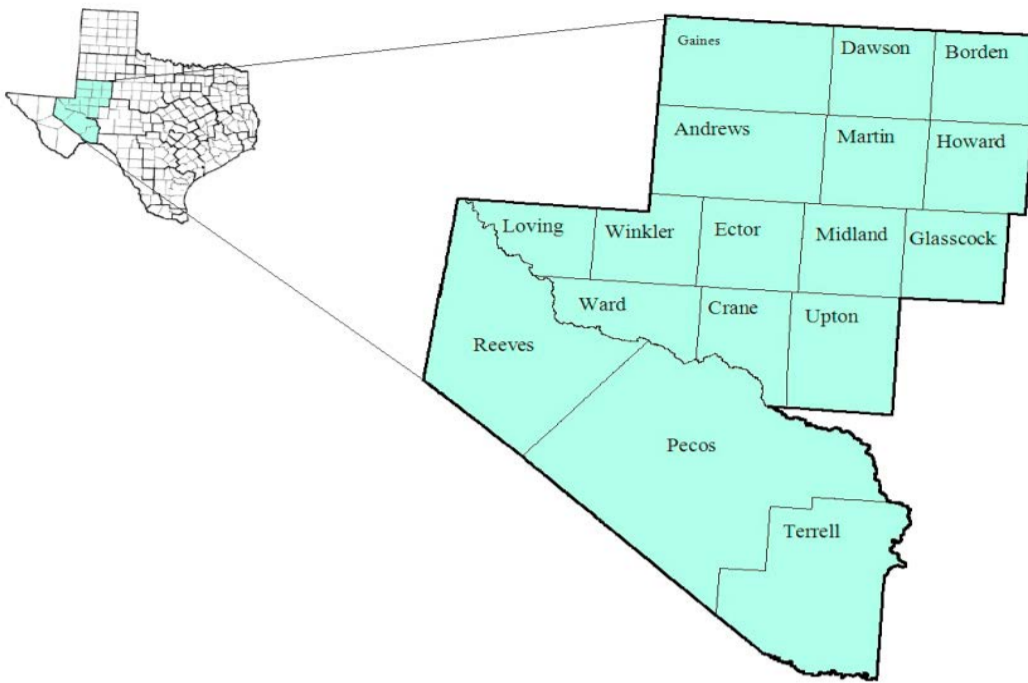 Gaines
Dawson
Borden
Andrews
Martin
Howard
Loving
Winkler
Ector
Midland
Glasscock
Ward
Crane
Upton
Reeves
Pecos
Terrell